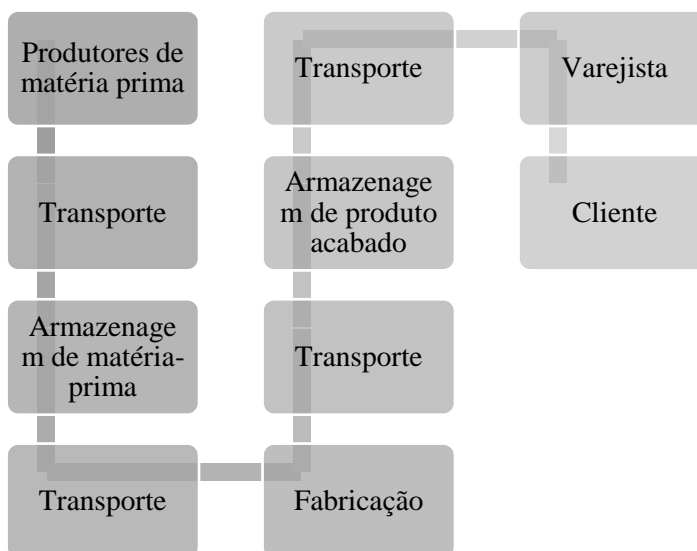 Produtores de
matéria prima
Transporte
Armazenage
m de matéria-
prima
Transporte
Fabricação
Transporte
Armazenage
m de produto
acabado
Transporte
Varejista
Cliente